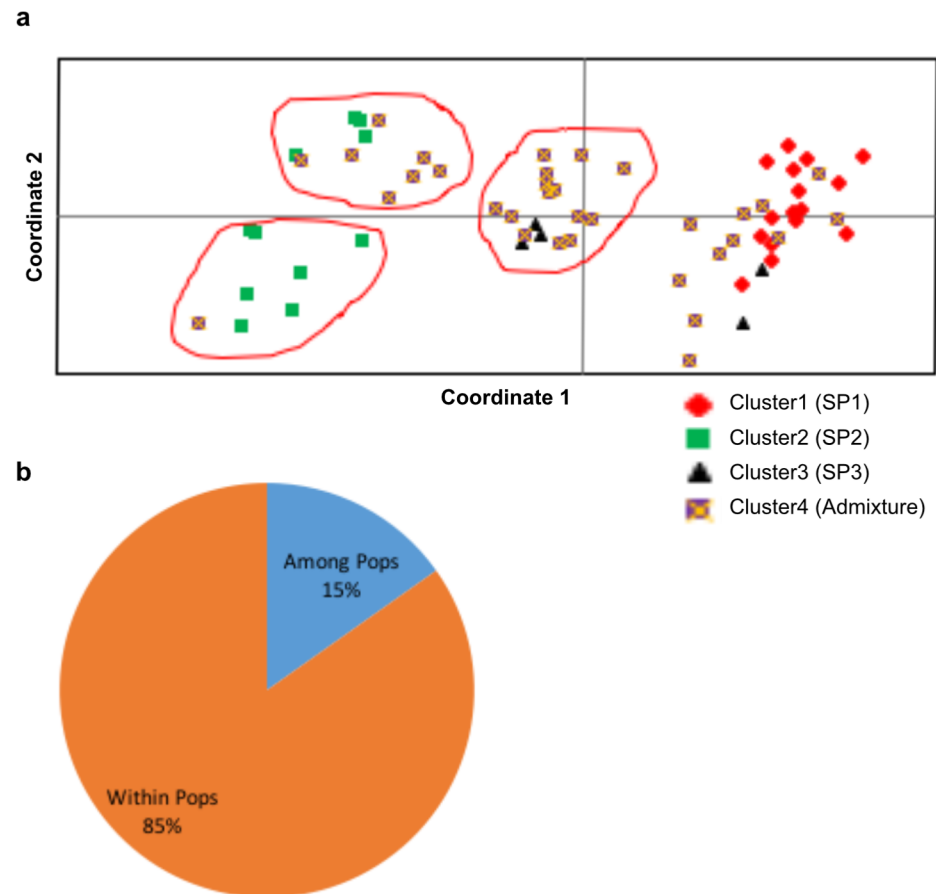 a
Coordinate 2
Coordinate 1
Cluster1 (SP1)
Cluster2 (SP2)
Cluster3 (SP3)
Cluster4 (Admixture)
b
Among Pops
15%
Within Pops
85%